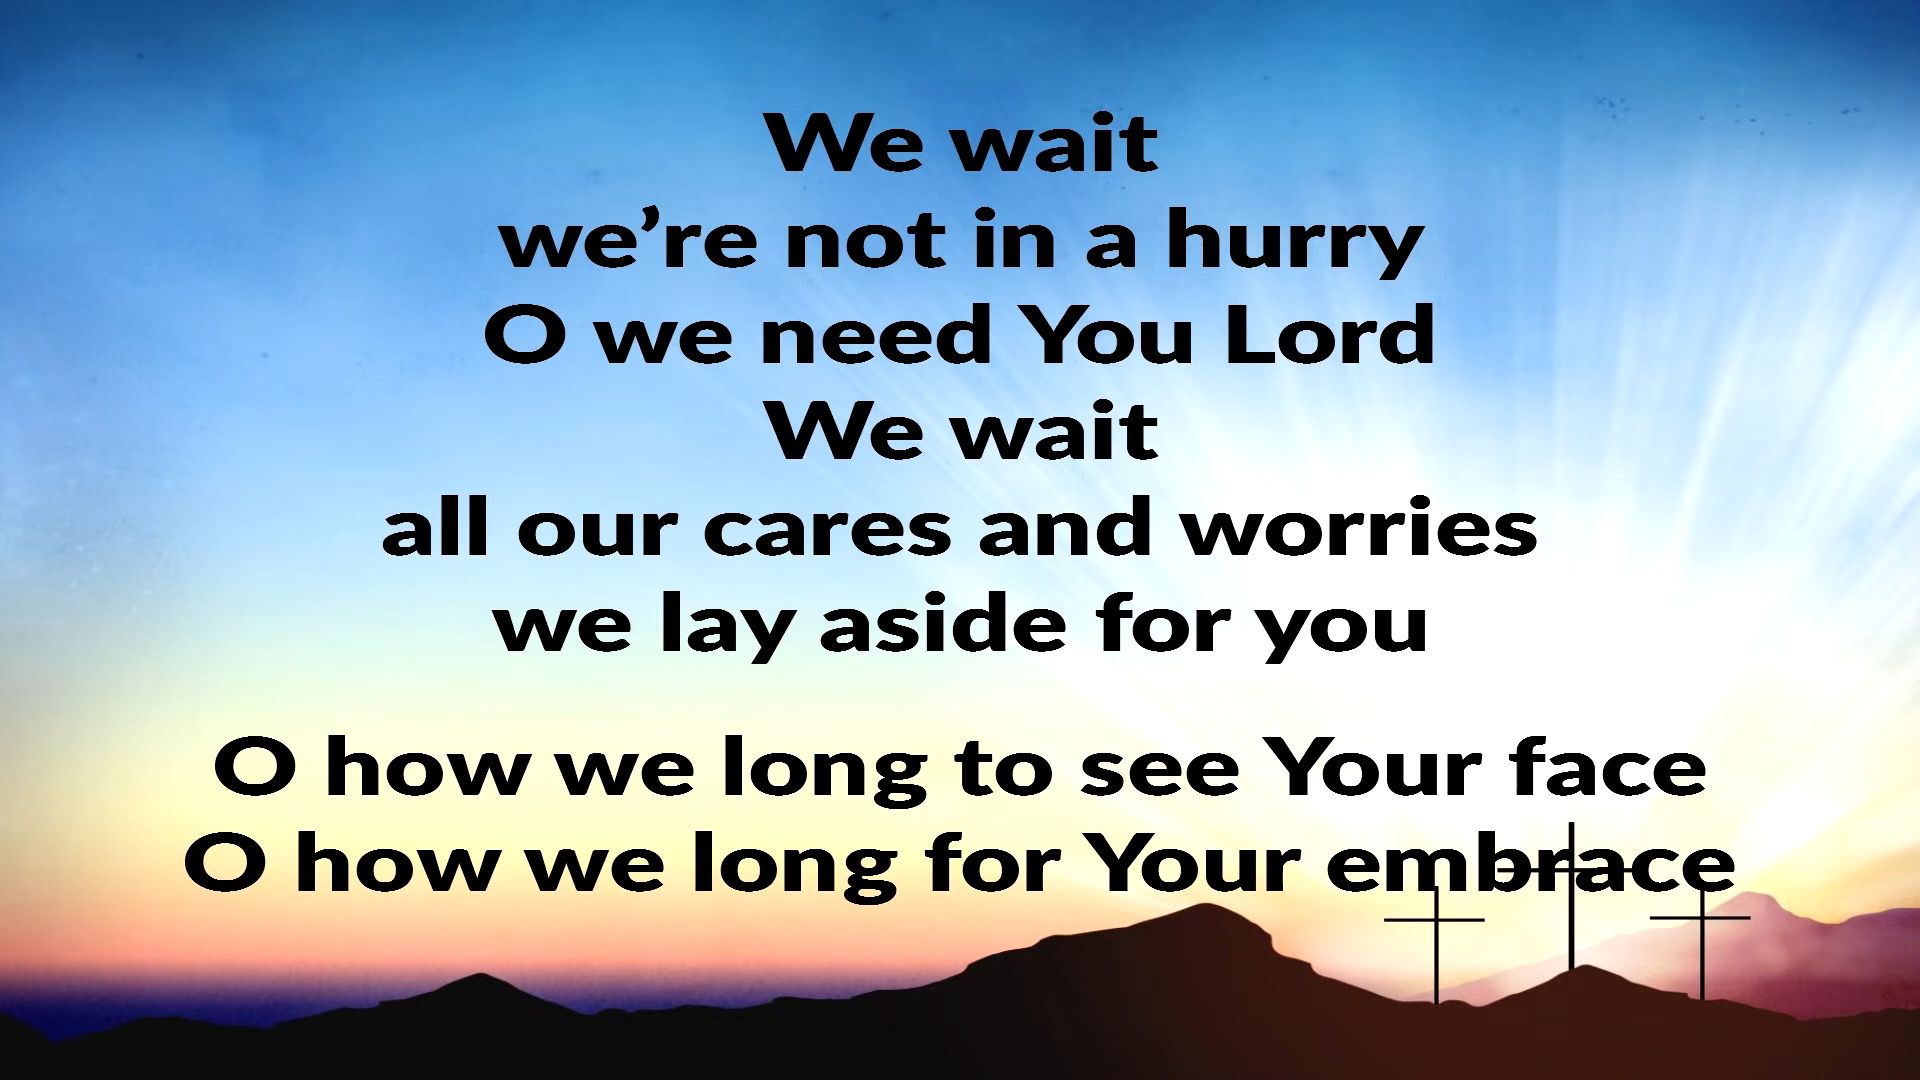 We wait
we’re not in a hurry
O we need You Lord
We wait
all our cares and worries
we lay aside for you
O how we long to see Your face
O how we long for Your embrace